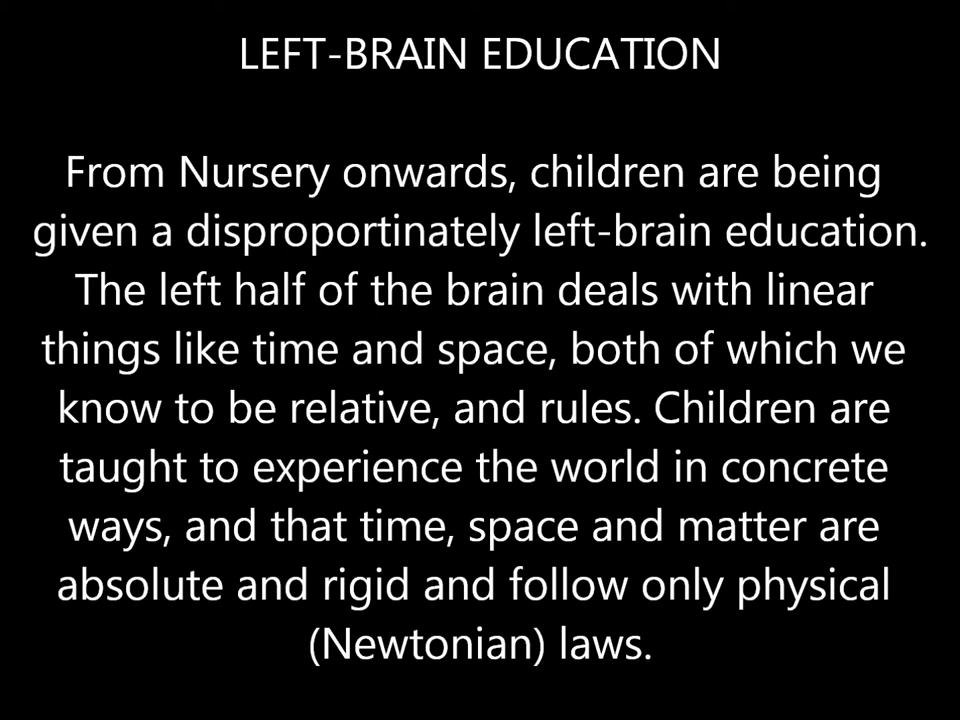 LEFT-BRAIN EDUCATION
From Nursery onwards, children are being
given a disproportinately left-brain education.
The left half of the brain deals with linear
things like time and space, both of which we
know to be relative, and rules. Children are
taught to experience the world in concrete
ways, and that time, space and matter are
absolute and rigid and follow only physical
(Newtonian) laws.